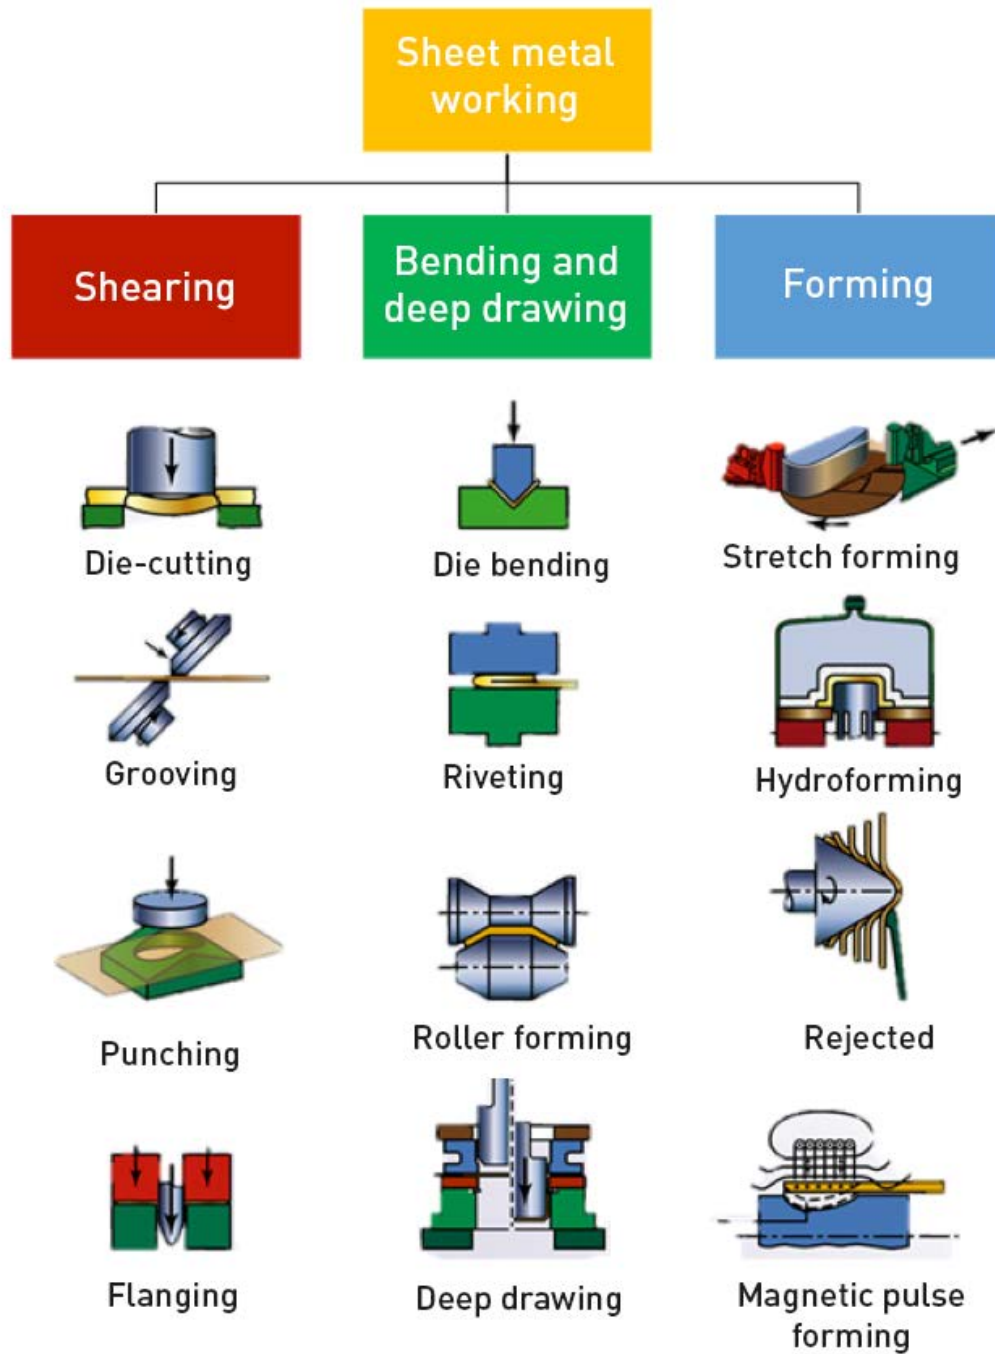 Sheet metal
working
Shearing
Bending and
deep drawing
Forming
Die-cutting
Die bending
Stretch forming
Grooving
Riveting
Hydroforming
Punching
Roller forming
Rejected
Flanging
Deep drawing
Magnetic pulse
forming